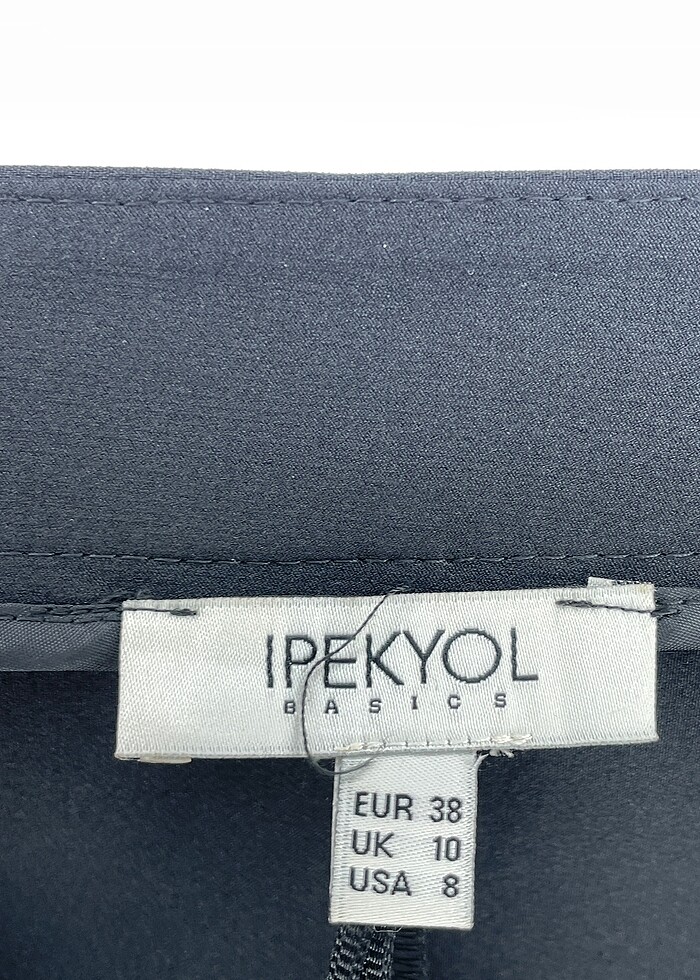 IPEKYOL
BASICS
EUR 38
UK 10
USA 8